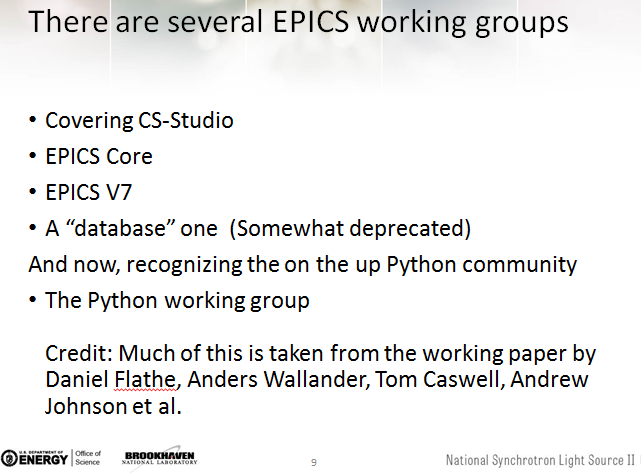 There are several EPICS working groups
• Covering CS-Studio
• EPICS Core
• EPICS V7
• A “database” one  (Somewhat deprecated)
And now, recognizing the on the up Python community
• The Python working group
Credit: Much of this is taken from the working paper by
Daniel Flathe, Anders Wallander, Tom Caswell, Andrew
Johnson et al.
U.S. DEPARTMENT OF
ENERGY
Office of
Science
BROOKHAVEN
NATIONAL LABORATORY
9
National Synchrotron Light Source II